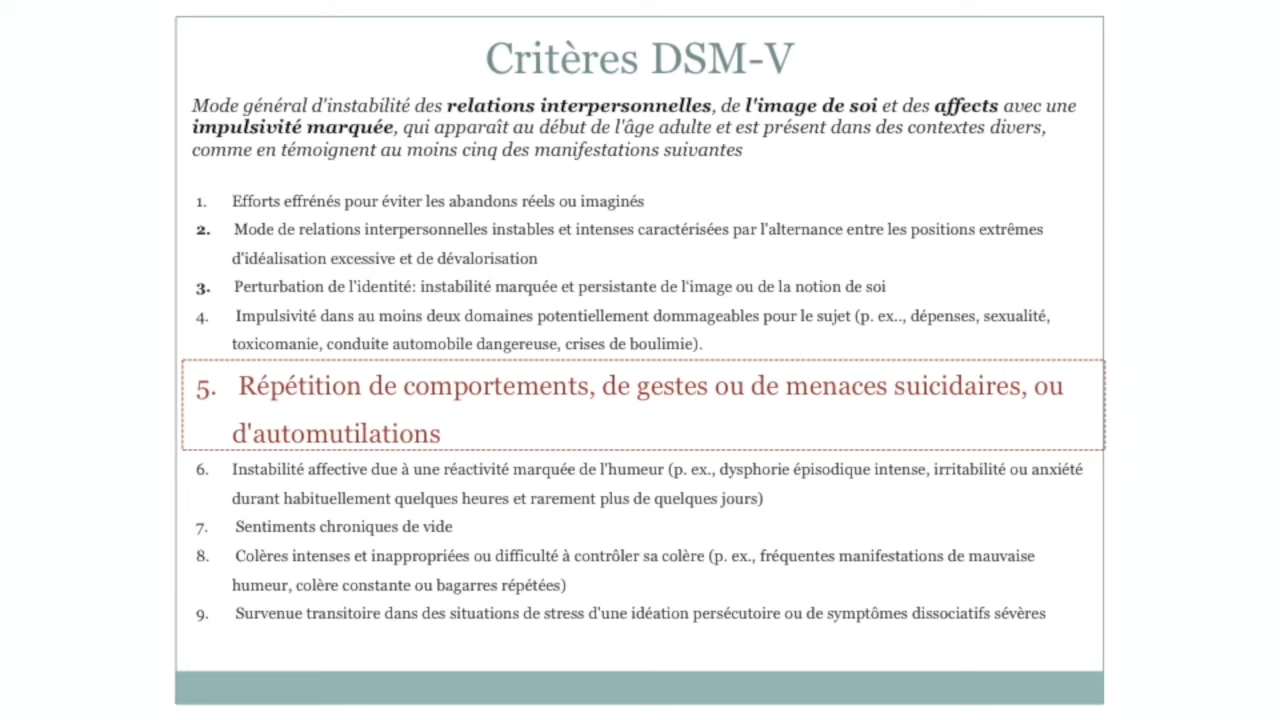 Critères DSM-V
Mode général d'instabilité des relations interpersonnelles, de l'image de soi et des affects avec une
impulsivité marquée, qui apparaît au début de l'âge adulte et est présent dans des contextes divers,
comme en témoignent au moins cinq des manifestations suivantes
1. Efforts effrénés pour éviter les abandons réels ou imaginés
2. Mode de relations interpersonnelles instables et intenses caractérisées par l'alternance entre les positions extrêmes
d'idéalisation excessive et de dévalorisation
3. Perturbation de l'identité: instabilité marquée et persistante de l'image ou de la notion de soi
4. Impulsivité dans au moins deux domaines potentiellement dommageables pour le sujet (p. ex.., dépenses, sexualité,
toxicomanie, conduite automobile dangereuse, crises de boulimie).
5. Répétition de comportements, de gestes ou de menaces suicidaires, ou
d'automutilations
6. Instabilité affective due à une réactivité marquée de l'humeur (p. ex., dysphorie épisodique intense, irritabilité ou anxiété
durant habituellement quelques heures et rarement plus de quelques jours)
7. Sentiments chroniques de vide
8. Colères intenses et inappropriées ou difficulté à contrôler sa colère (p. ex., fréquentes manifestations de mauvaise
humeur, colère constante ou bagarres répétées)
9. Survenue transitoire dans des situations de stress d'une idéation persécutoire ou de symptômes dissociatifs sévères